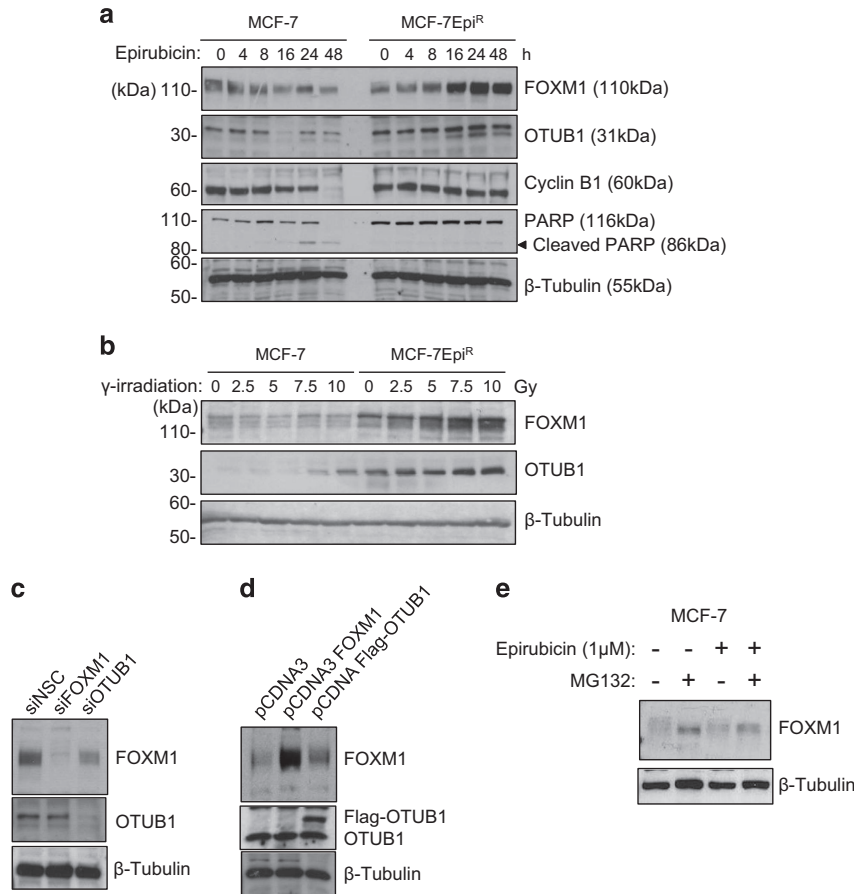 a
MCF-7 MCF-7Epiᴿ
Epirubicin: 0 4 8 16 24 48 0 4 8 16 24 48 h
(kDa) 110- FOXM1 (110kDa)
30- OTUB1 (31kDa)
60- Cyclin B1 (60kDa)
110- PARP (116kDa)
80- ◄ Cleaved PARP (86kDa)
60-
β-Tubulin (55kDa)
50-
b
MCF-7 MCF-7Epiᴿ
γ-irradiation: 0 2.5 5 7.5 10 0 2.5 5 7.5 10 Gy
(kDa)
FOXM1
110-
30- OTUB1
60-
β-Tubulin
50-
c
siNSC
siFOXM1
siOTUB1
FOXM1
OTUB1
β-Tubulin
d
pCDNA3
pCDNA3 FOXM1
pCDNA Flag-OTUB1
FOXM1
Flag-OTUB1
OTUB1
β-Tubulin
e
MCF-7
Epirubicin (1μM): - - + +
MG132: - + - +
FOXM1
β-Tubulin